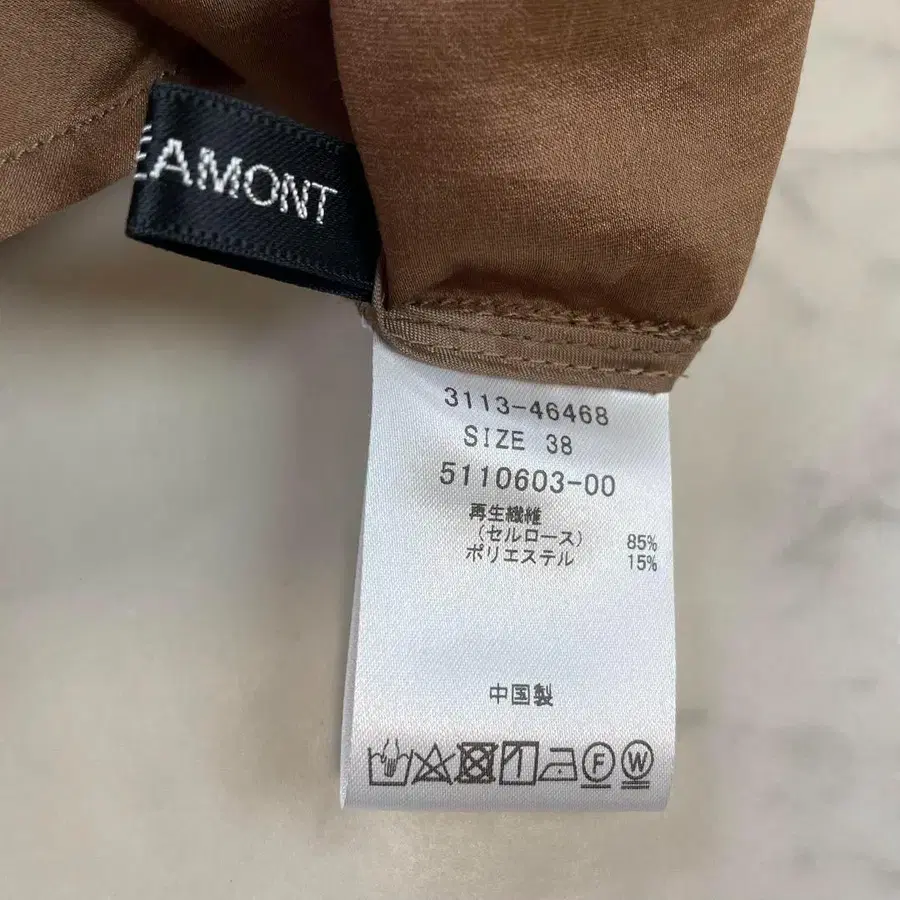 ÉAMONT
3113-46468
SIZE 38
5110603-00
再生繊維
(セルロース) 85%
ポリエステル 15%
中国製
F W